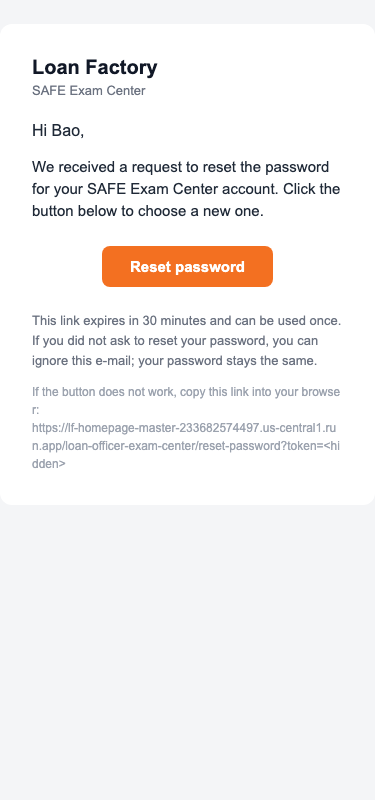 Loan Factory
SAFE Exam Center
Hi Bao,
We received a request to reset the password
for your SAFE Exam Center account. Click the
button below to choose a new one.
Reset password
This link expires in 30 minutes and can be used once.
If you did not ask to reset your password, you can
ignore this e-mail; your password stays the same.
If the button does not work, copy this link into your browse
r:
https://lf-homepage-master-233682574497.us-central1.ru
n.app/loan-officer-exam-center/reset-password?token=<hi
dden>